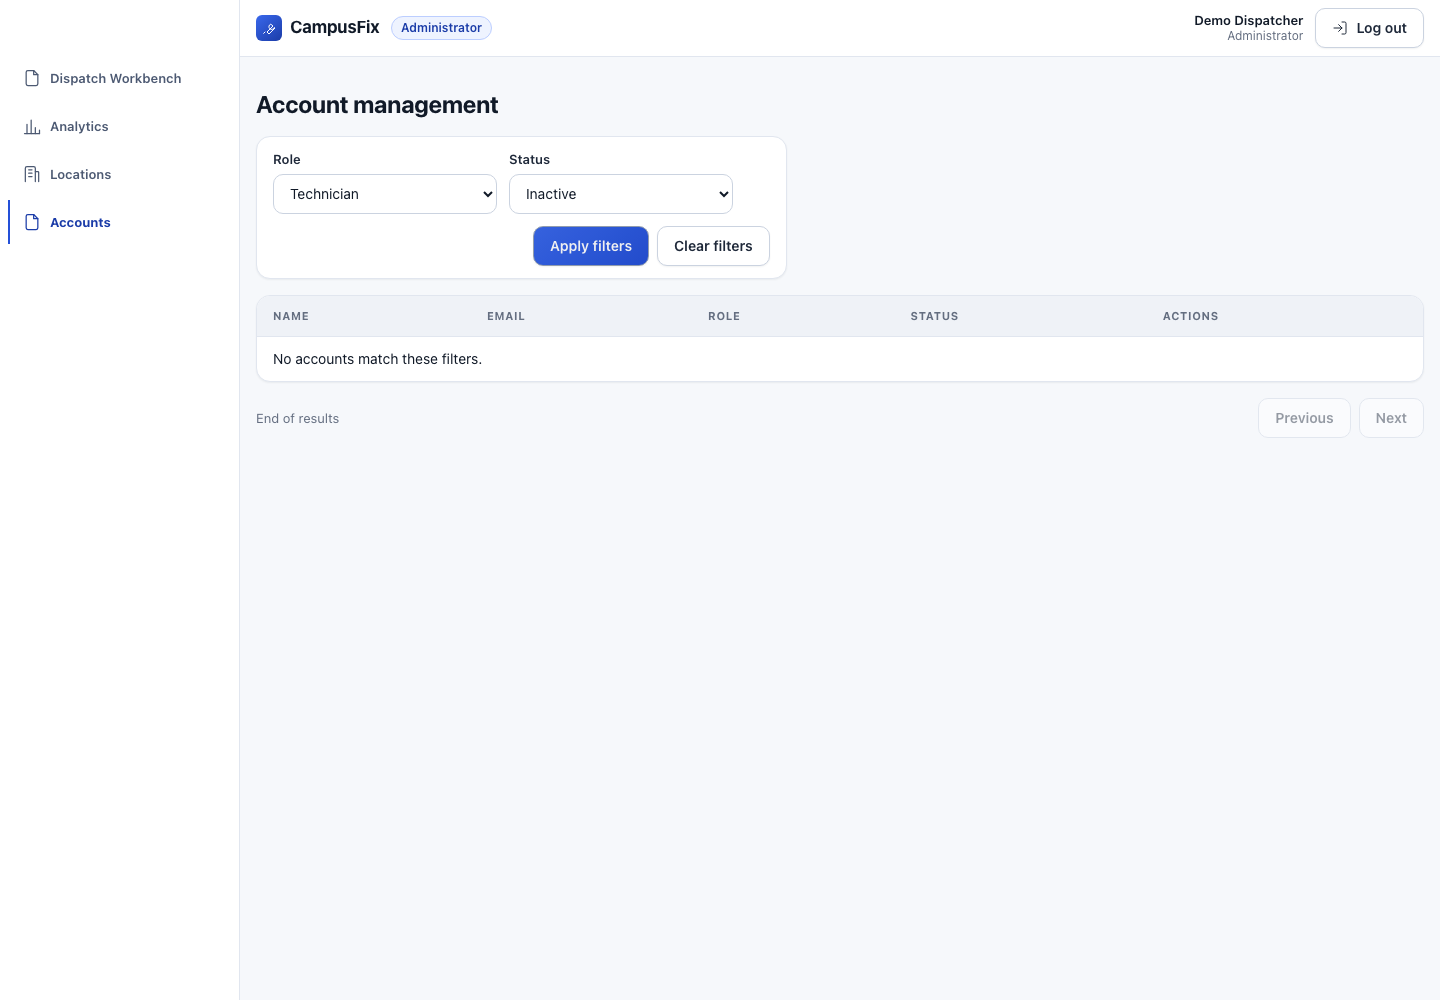 CampusFix
Administrator
Demo Dispatcher
Administrator
Log out
Dispatch Workbench
Analytics
Locations
Accounts
Account management
Role
Status
Technician
Inactive
Apply filters
Clear filters
NAME EMAIL ROLE STATUS ACTIONS
No accounts match these filters.
End of results
Previous
Next